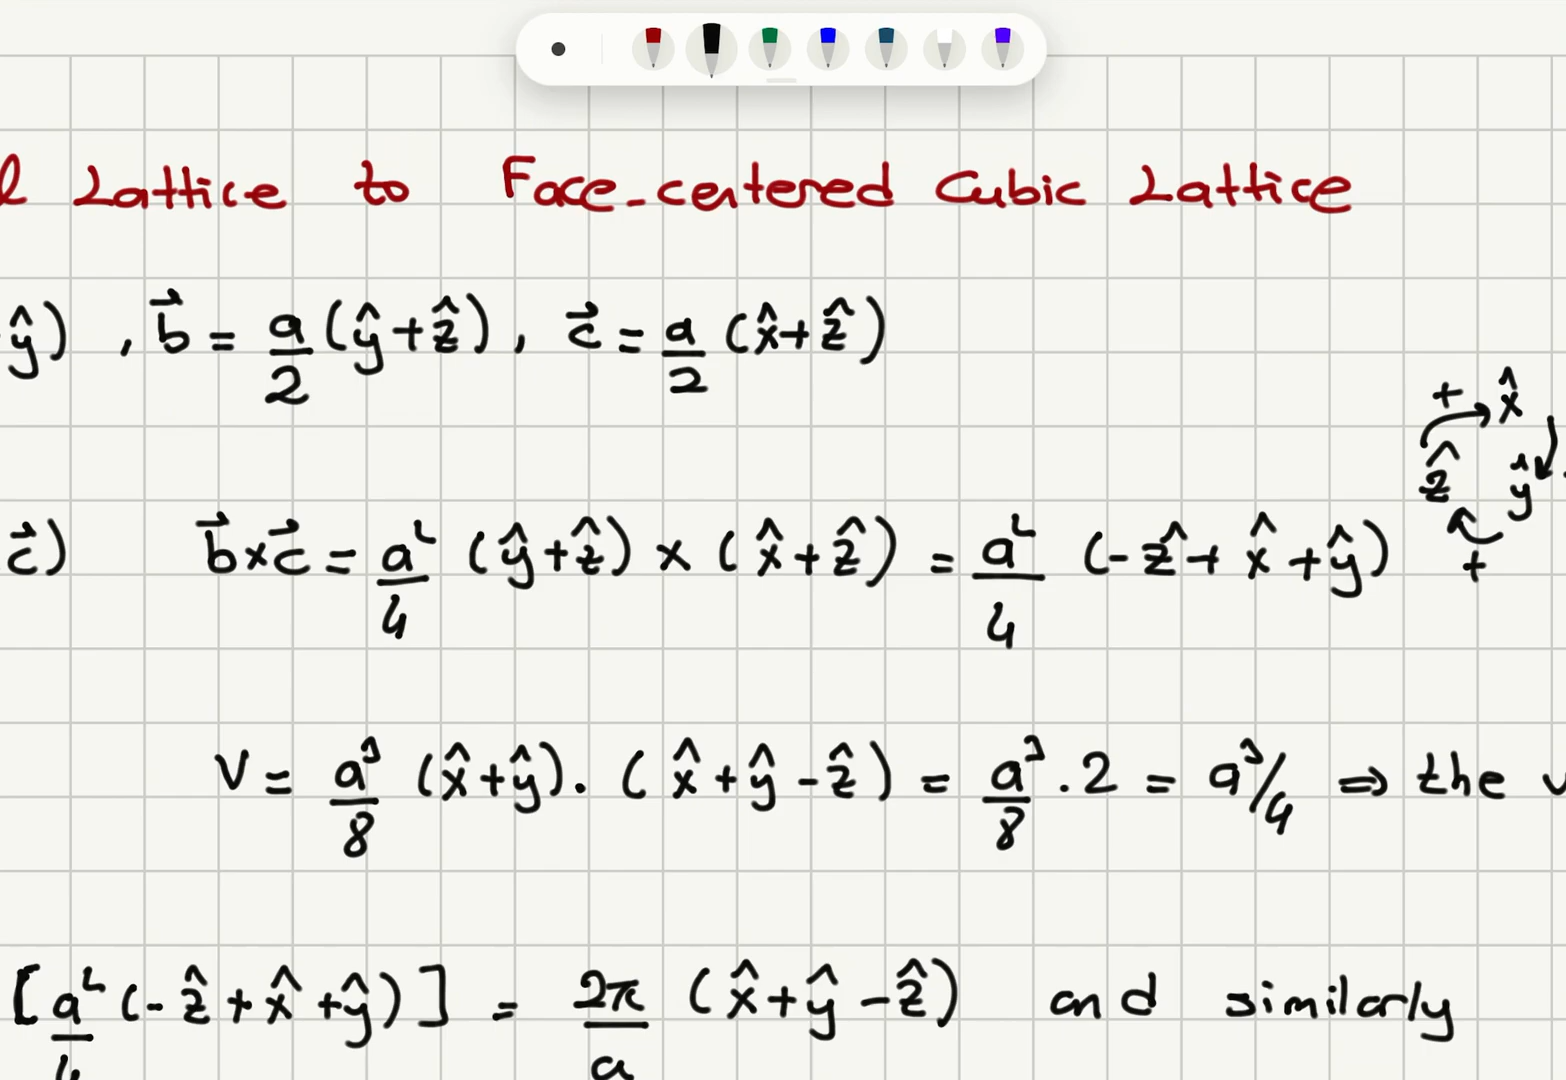 l Lattice to Face-centered Cubic Lattice
ŷ) , b⃗ = a/2 (ŷ+ẑ), c⃗ = a/2 (x̂+ẑ)
+ x̂
ẑ ŷ
+
c⃗) b⃗×c⃗ = a²/4 (ŷ+ẑ) × (x̂+ẑ) = a²/4 (-ẑ+x̂+ŷ)
V = a³/8 (x̂+ŷ).(x̂+ŷ-ẑ) = a³/8 .2 = a³/4 ⇒ the v
[a²/4 (-ẑ+x̂+ŷ)] = 2π/a (x̂+ŷ-ẑ) and similarly